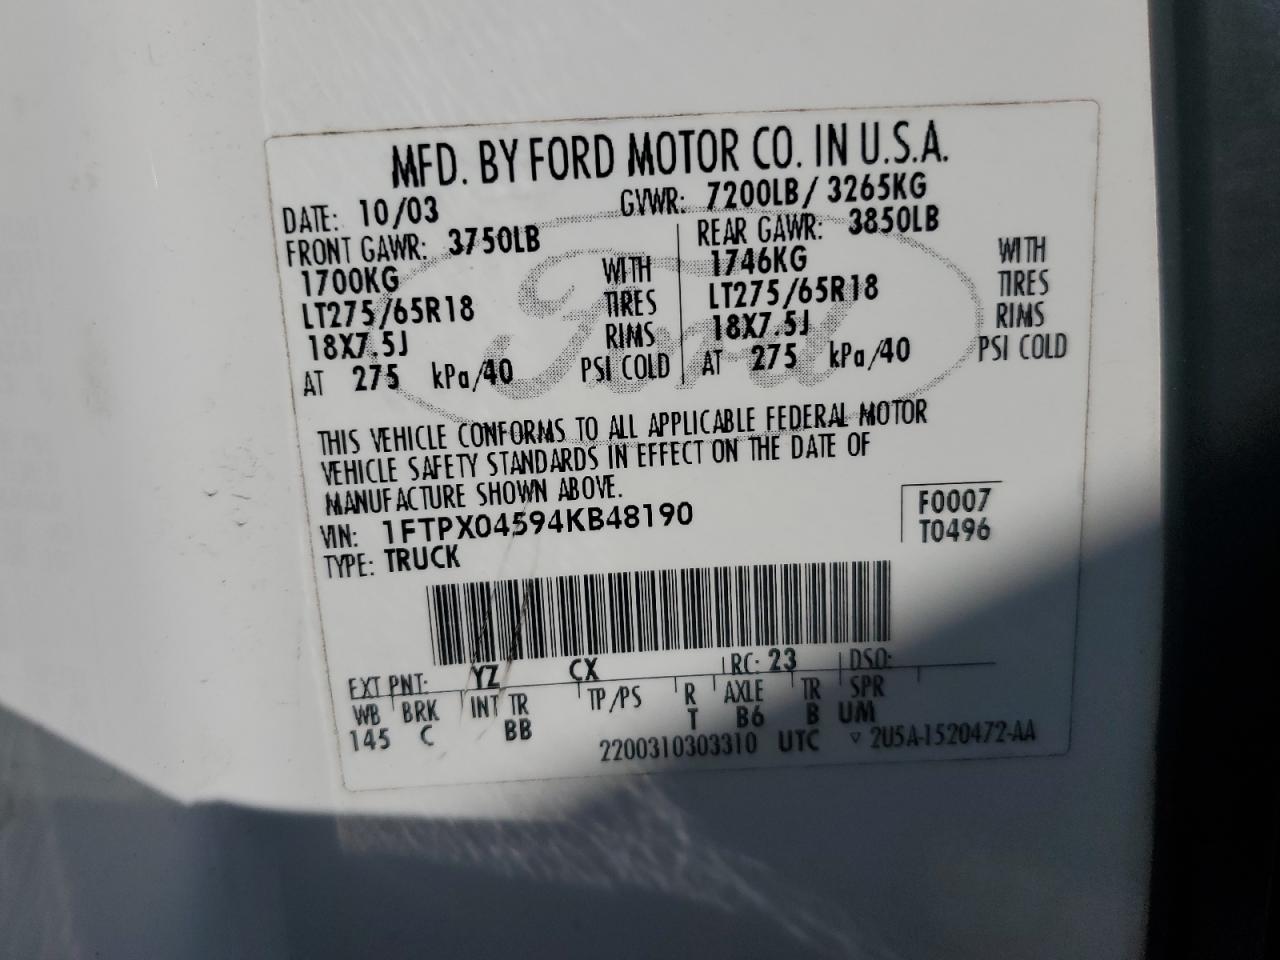 MFD. BY FORD MOTOR CO. IN U.S.A.
DATE: 10/03 GVWR: 7200LB/ 3265KG
FRONT GAWR: 3750LB REAR GAWR: 3850LB
1700KG WITH 1746KG WITH
LT275/65R18 TIRES LT275/65R18 TIRES
18X7.5J RIMS 18X7.5J RIMS
AT 275 kPa/40 PSI COLD AT 275 kPa/40 PSI COLD
Ford
THIS VEHICLE CONFORMS TO ALL APPLICABLE FEDERAL MOTOR
VEHICLE SAFETY STANDARDS IN EFFECT ON THE DATE OF
MANUFACTURE SHOWN ABOVE.
VIN: 1FTPX04594KB48190 F0007
TYPE: TRUCK T0496
EXT PNT: YZ CX RC: 23 DSO:
WB BRK INT TR TP/PS R AXLE TR SPR
145 C BB T B6 B UM
2200310303310 UTC ▽ 2U5A-1520472-AA